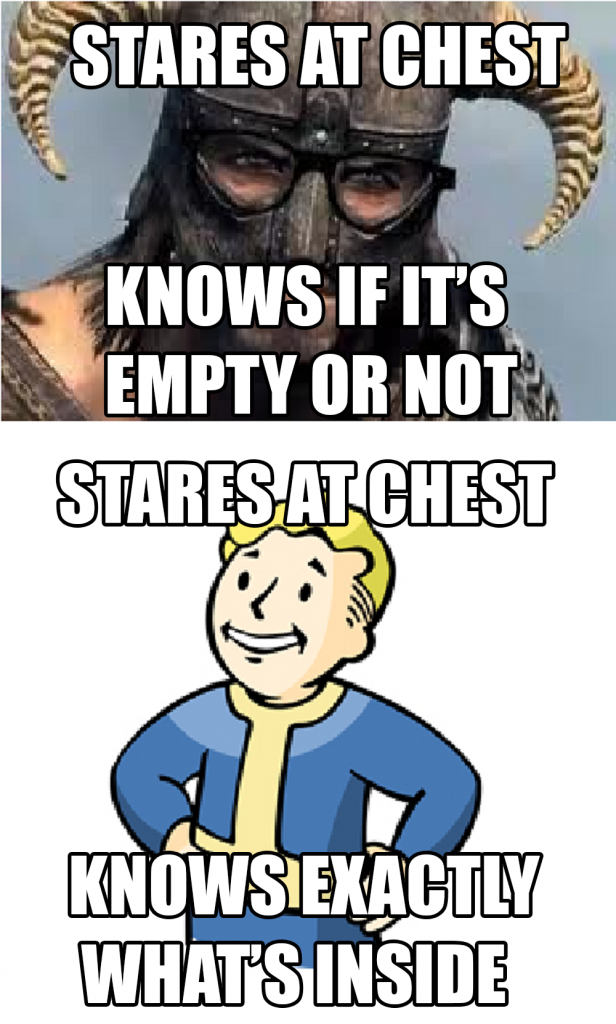 STARES AT CHEST
KNOWS IF IT'S
EMPTY OR NOT
STARES AT CHEST
KNOWS EXACTLY
WHAT'S INSIDE